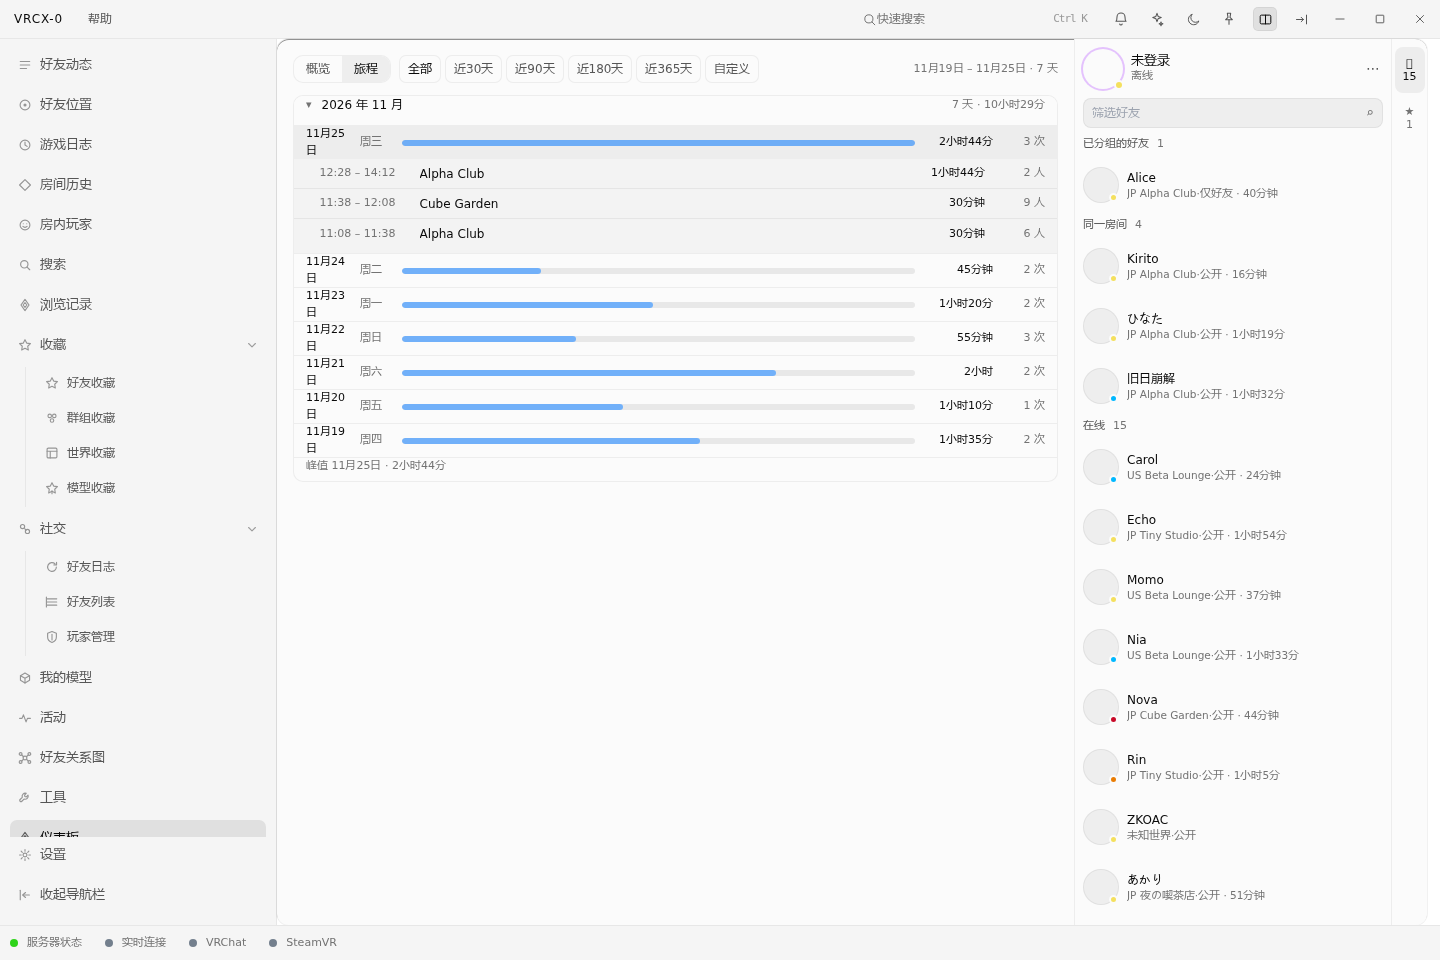 VRCX-0 帮助 快速搜索 Ctrl K
好友动态
好友位置
游戏日志
房间历史
房内玩家
搜索
浏览记录
收藏
好友收藏
群组收藏
世界收藏
模型收藏
社交
好友日志
好友列表
玩家管理
我的模型
活动
好友关系图
工具
仪表板
设置
收起导航栏
概览 旅程 全部 近30天 近90天 近180天 近365天 自定义 11月19日 – 11月25日 · 7 天
2026 年 11 月 7 天 · 10小时29分
11月25日 周三 2小时44分 3 次
12:28 – 14:12 Alpha Club 1小时44分 2 人
11:38 – 12:08 Cube Garden 30分钟 9 人
11:08 – 11:38 Alpha Club 30分钟 6 人
11月24日 周二 45分钟 2 次
11月23日 周一 1小时20分 2 次
11月22日 周日 55分钟 3 次
11月21日 周六 2小时 2 次
11月20日 周五 1小时10分 1 次
11月19日 周四 1小时35分 2 次
峰值 11月25日 · 2小时44分
未登录
离线
筛选好友
已分组的好友 1
Alice
JP Alpha Club·仅好友 · 40分钟
同一房间 4
Kirito
JP Alpha Club·公开 · 16分钟
ひなた
JP Alpha Club·公开 · 1小时19分
旧日崩解
JP Alpha Club·公开 · 1小时32分
在线 15
Carol
US Beta Lounge·公开 · 24分钟
Echo
JP Tiny Studio·公开 · 1小时54分
Momo
US Beta Lounge·公开 · 37分钟
Nia
US Beta Lounge·公开 · 1小时33分
Nova
JP Cube Garden·公开 · 44分钟
Rin
JP Tiny Studio·公开 · 1小时5分
ZKOAC
未知世界·公开
あかり
JP 夜の喫茶店·公开 · 51分钟
15
1
服务器状态 实时连接 VRChat SteamVR